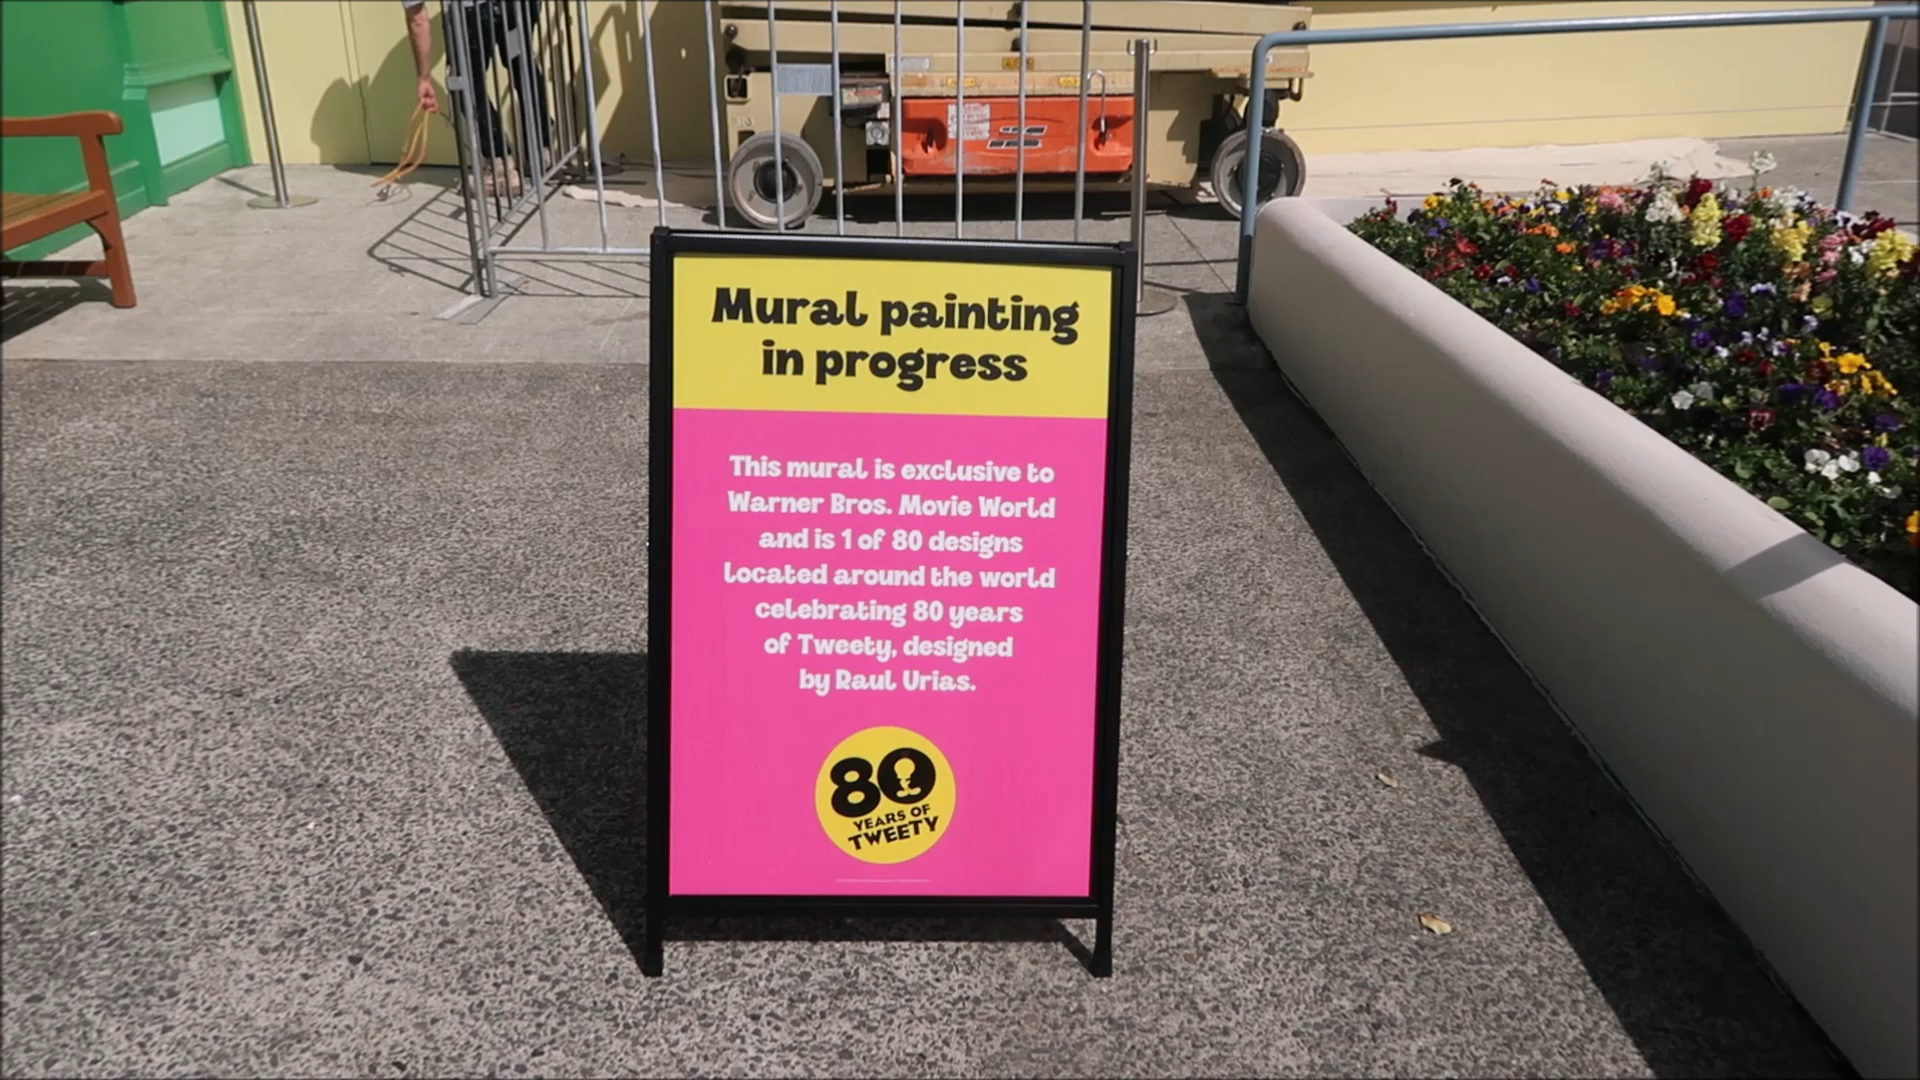 Mural painting
in progress
This mural is exclusive to
Warner Bros. Movie World
and is 1 of 80 designs
located around the world
celebrating 80 years
of Tweety, designed
by Raul Urias.
80
YEARS OF
TWEETY